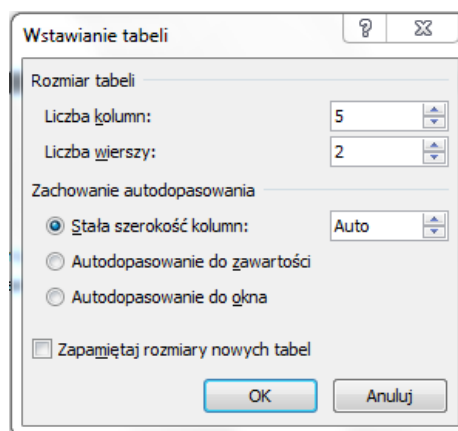 Wstawianie tabeli
Rozmiar tabeli
Liczba kolumn: 5
Liczba wierszy: 2
Zachowanie autodopasowania
Stała szerokość kolumn: Auto
Autodopasowanie do zawartości
Autodopasowanie do okna
Zapamiętaj rozmiary nowych tabel
OK Anuluj